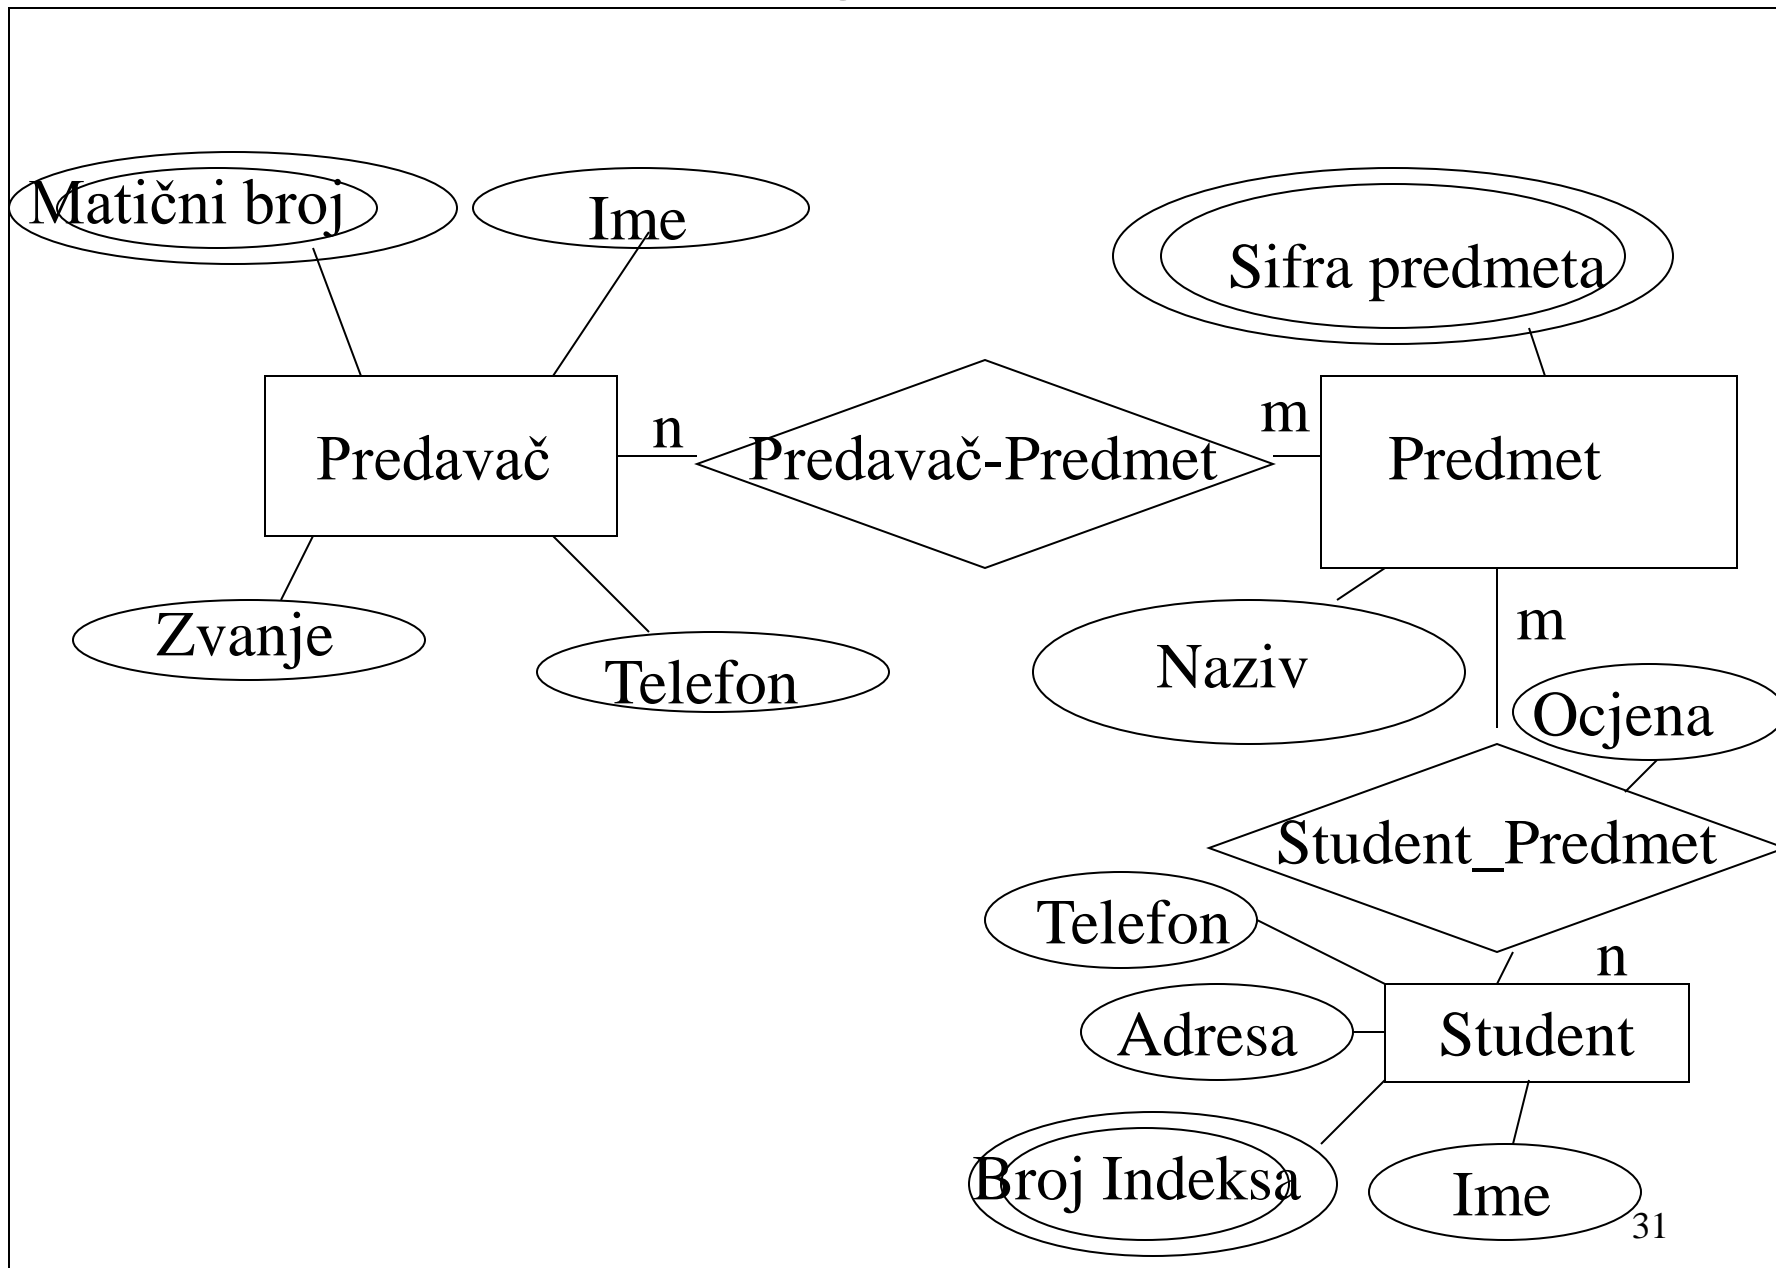 Matični broj
Ime
Sifra predmeta
Predavač
n
Predavač-Predmet
m
Predmet
Zvanje
Telefon
Naziv
m
Ocjena
Student_Predmet
Telefon
n
Adresa
Student
Broj Indeksa
Ime
31